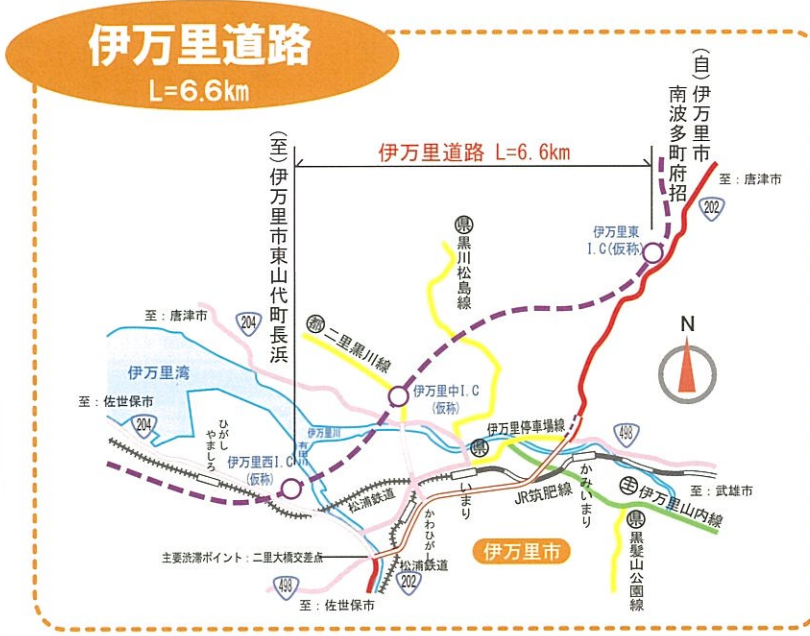 伊万里道路
L=6.6km
(自)伊万里市
南波多町府招
(至)伊万里市東山代町長浜
伊万里道路 L=6.6km
至：唐津市
202
伊万里東
I.C(仮称)
県
黒川松島線
N
至：唐津市
204
都
二里黒川線
伊万里湾
伊万里中I.C
(仮称)
至：佐世保市
204
ひがし
やましろ
伊万里川
有田川
伊万里停車場線
県
498
伊万里西I.C
(仮称)
松浦鉄道
いまり
JR筑肥線
かみいまり
主
伊万里山内線
至：武雄市
かわひがし
伊万里市
県
黒髪山公園線
主要渋滞ポイント：二里大橋交差点
松浦鉄道
498
202
至：佐世保市